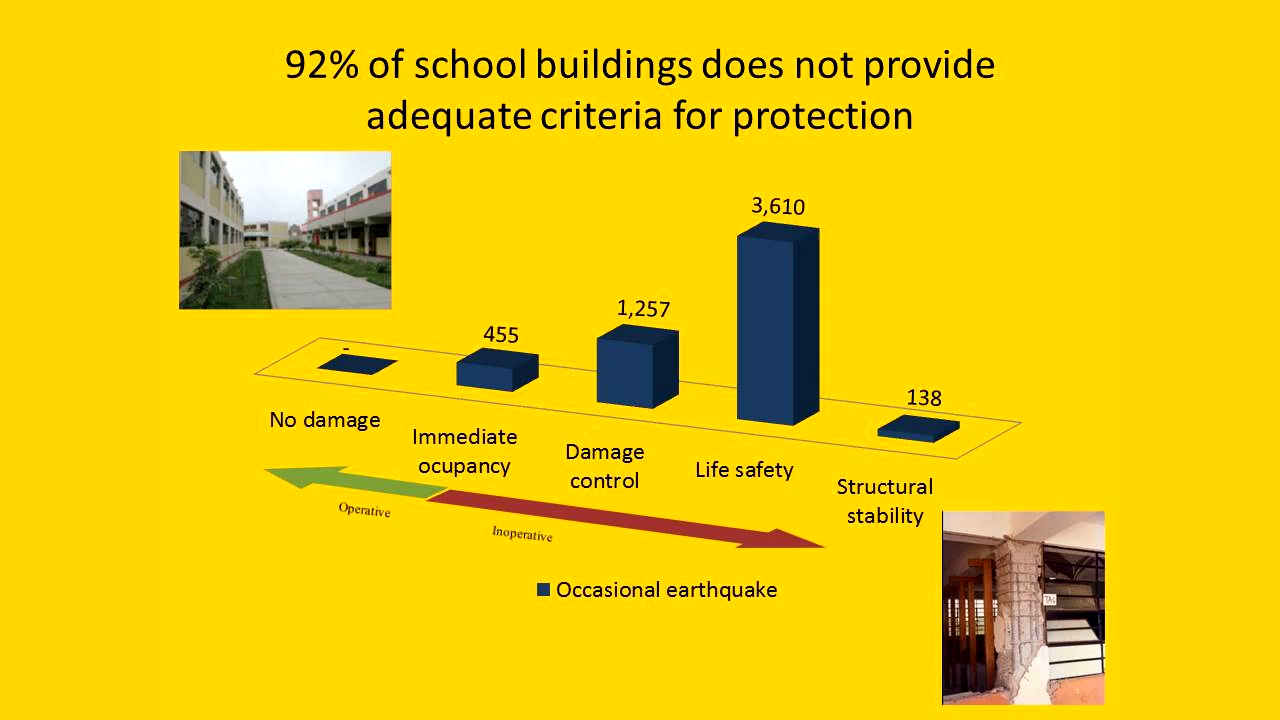 92% of school buildings does not provide
adequate criteria for protection
3,610
1,257
455
-
138
No damage
Immediate
ocupancy
Damage
control
Life safety
Structural
stability
Operative
Inoperative
Occasional earthquake